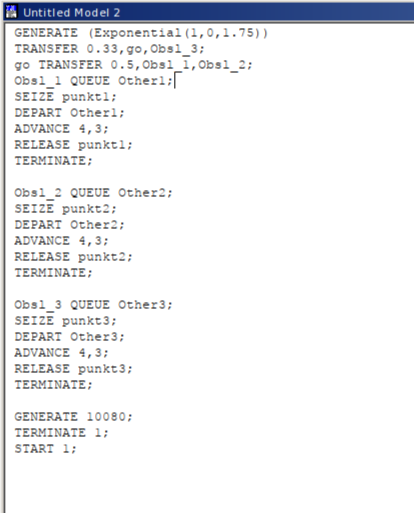 Untitled Model 2
GENERATE (Exponential(1,0,1.75))
TRANSFER 0.33,go,Obsl_3;
go TRANSFER 0.5,Obsl_1,Obsl_2;
Obsl_1 QUEUE Other1;
SEIZE punkt1;
DEPART Other1;
ADVANCE 4,3;
RELEASE punkt1;
TERMINATE;
Obsl_2 QUEUE Other2;
SEIZE punkt2;
DEPART Other2;
ADVANCE 4,3;
RELEASE punkt2;
TERMINATE;
Obsl_3 QUEUE Other3;
SEIZE punkt3;
DEPART Other3;
ADVANCE 4,3;
RELEASE punkt3;
TERMINATE;
GENERATE 10080;
TERMINATE 1;
START 1;